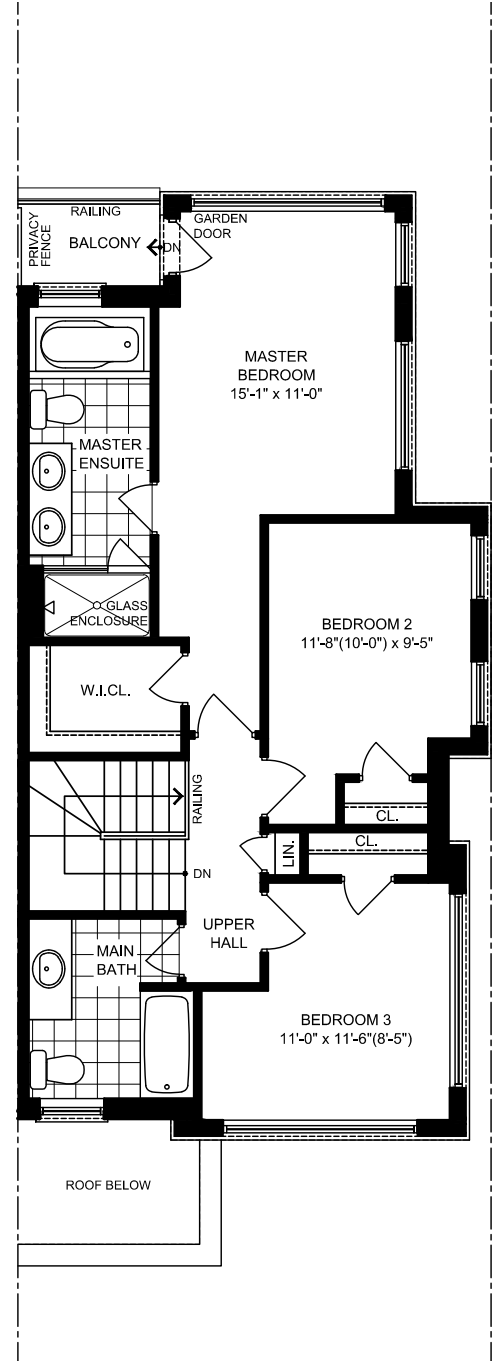 RAILING
PRIVACY
FENCE
BALCONY
DN
GARDEN
DOOR
MASTER
BEDROOM
15'-1" x 11'-0"
MASTER
ENSUITE
GLASS
ENCLOSURE
BEDROOM 2
11'-8"(10'-0") x 9'-5"
W.I.CL.
RAILING
CL.
LIN.
CL.
DN
UPPER
HALL
MAIN
BATH
BEDROOM 3
11'-0" x 11'-6"(8'-5")
ROOF BELOW